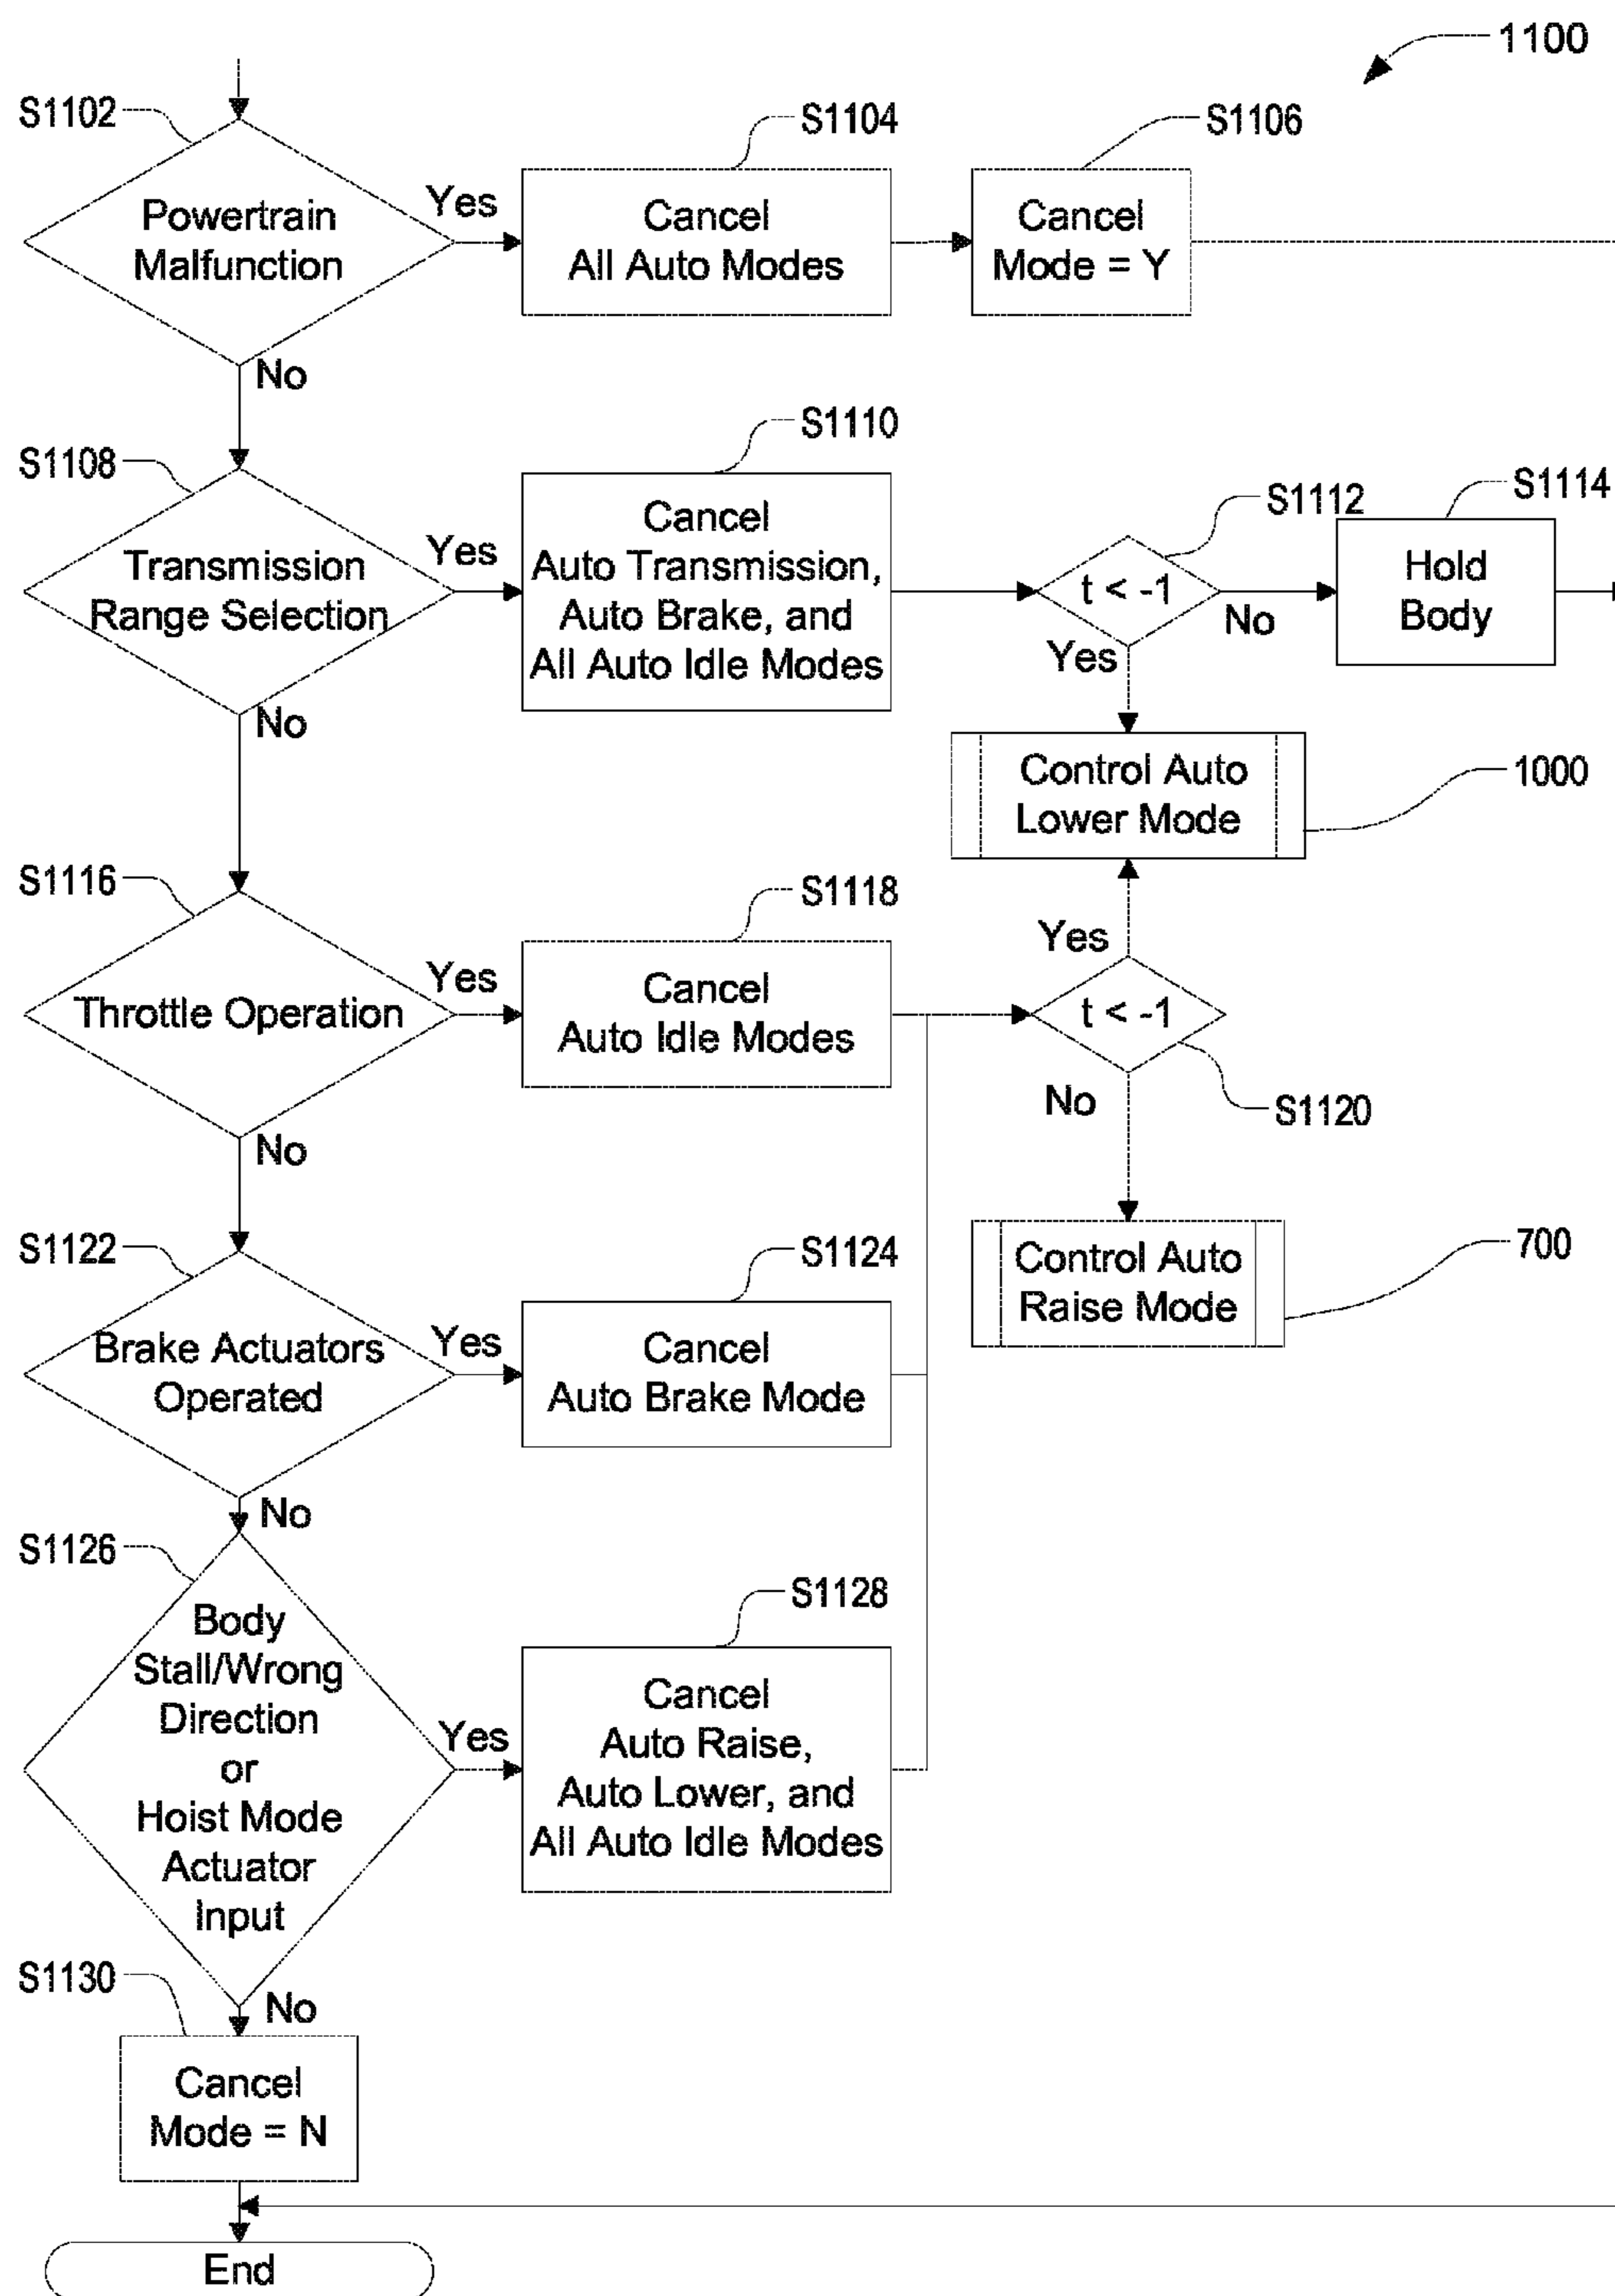 1100
S1102
S1104
S1106
Powertrain
Malfunction
Yes
Cancel
All Auto Modes
Cancel
Mode = Y
No
S1108
S1110
S1112
S1114
Transmission
Range Selection
Yes
Cancel
Auto Transmission,
Auto Brake, and
All Auto Idle Modes
t < -1
No
Hold
Body
Yes
No
Control Auto
Lower Mode
1000
S1116
S1118
Throttle Operation
Yes
Cancel
Auto Idle Modes
Yes
t < -1
No
S1120
No
S1122
S1124
Control Auto
Raise Mode
700
Brake Actuators
Operated
Yes
Cancel
Auto Brake Mode
No
S1126
S1128
Body
Stall/Wrong
Direction
or
Hoist Mode
Actuator
Input
Yes
Cancel
Auto Raise,
Auto Lower, and
All Auto Idle Modes
S1130
No
Cancel
Mode = N
End